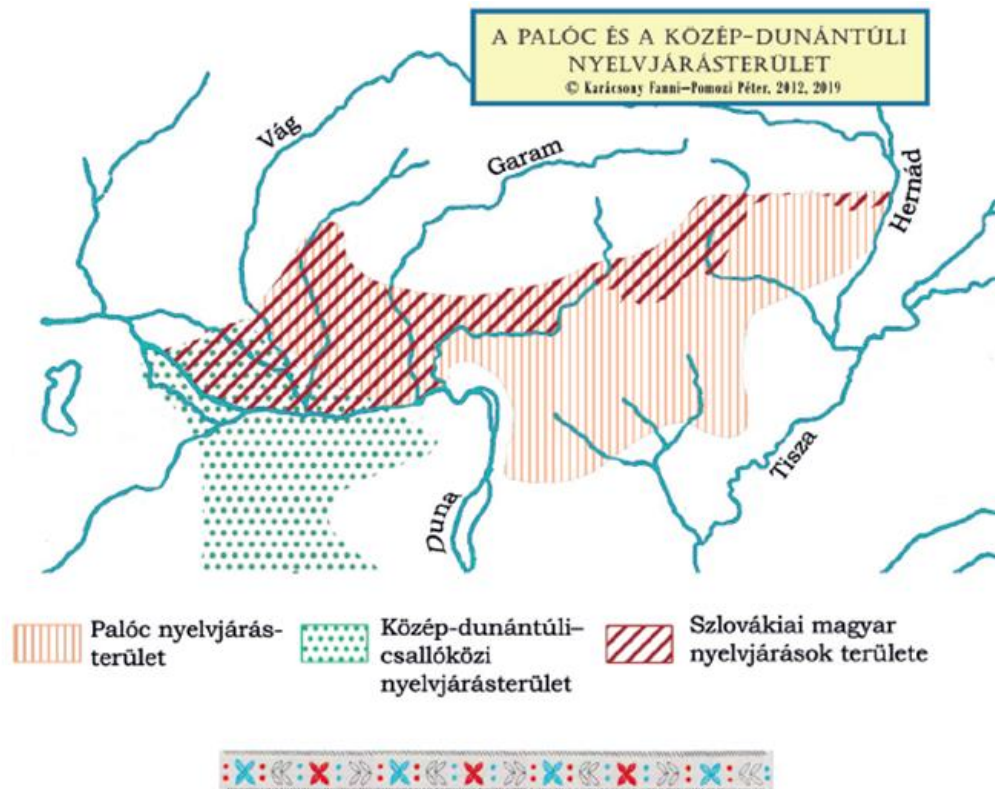 A PALÓC ÉS A KÖZÉP-DUNÁNTÚLI
NYELVJÁRÁSTERÜLET
© Karácsony Fanni–Pomozi Péter, 2012, 2019
Vág
Garam
Hernád
Tisza
Duna
Palóc nyelvjárás-
terület
Közép-dunántúli–
csallóközi
nyelvjárásterület
Szlovákiai magyar
nyelvjárások területe